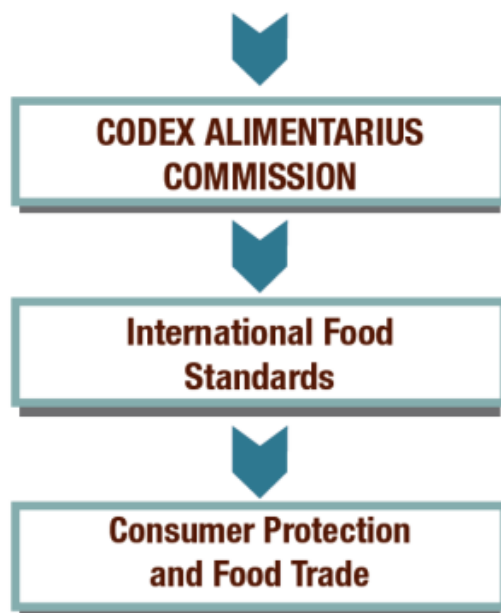 CODEX ALIMENTARIUS
COMMISSION
International Food
Standards
Consumer Protection
and Food Trade